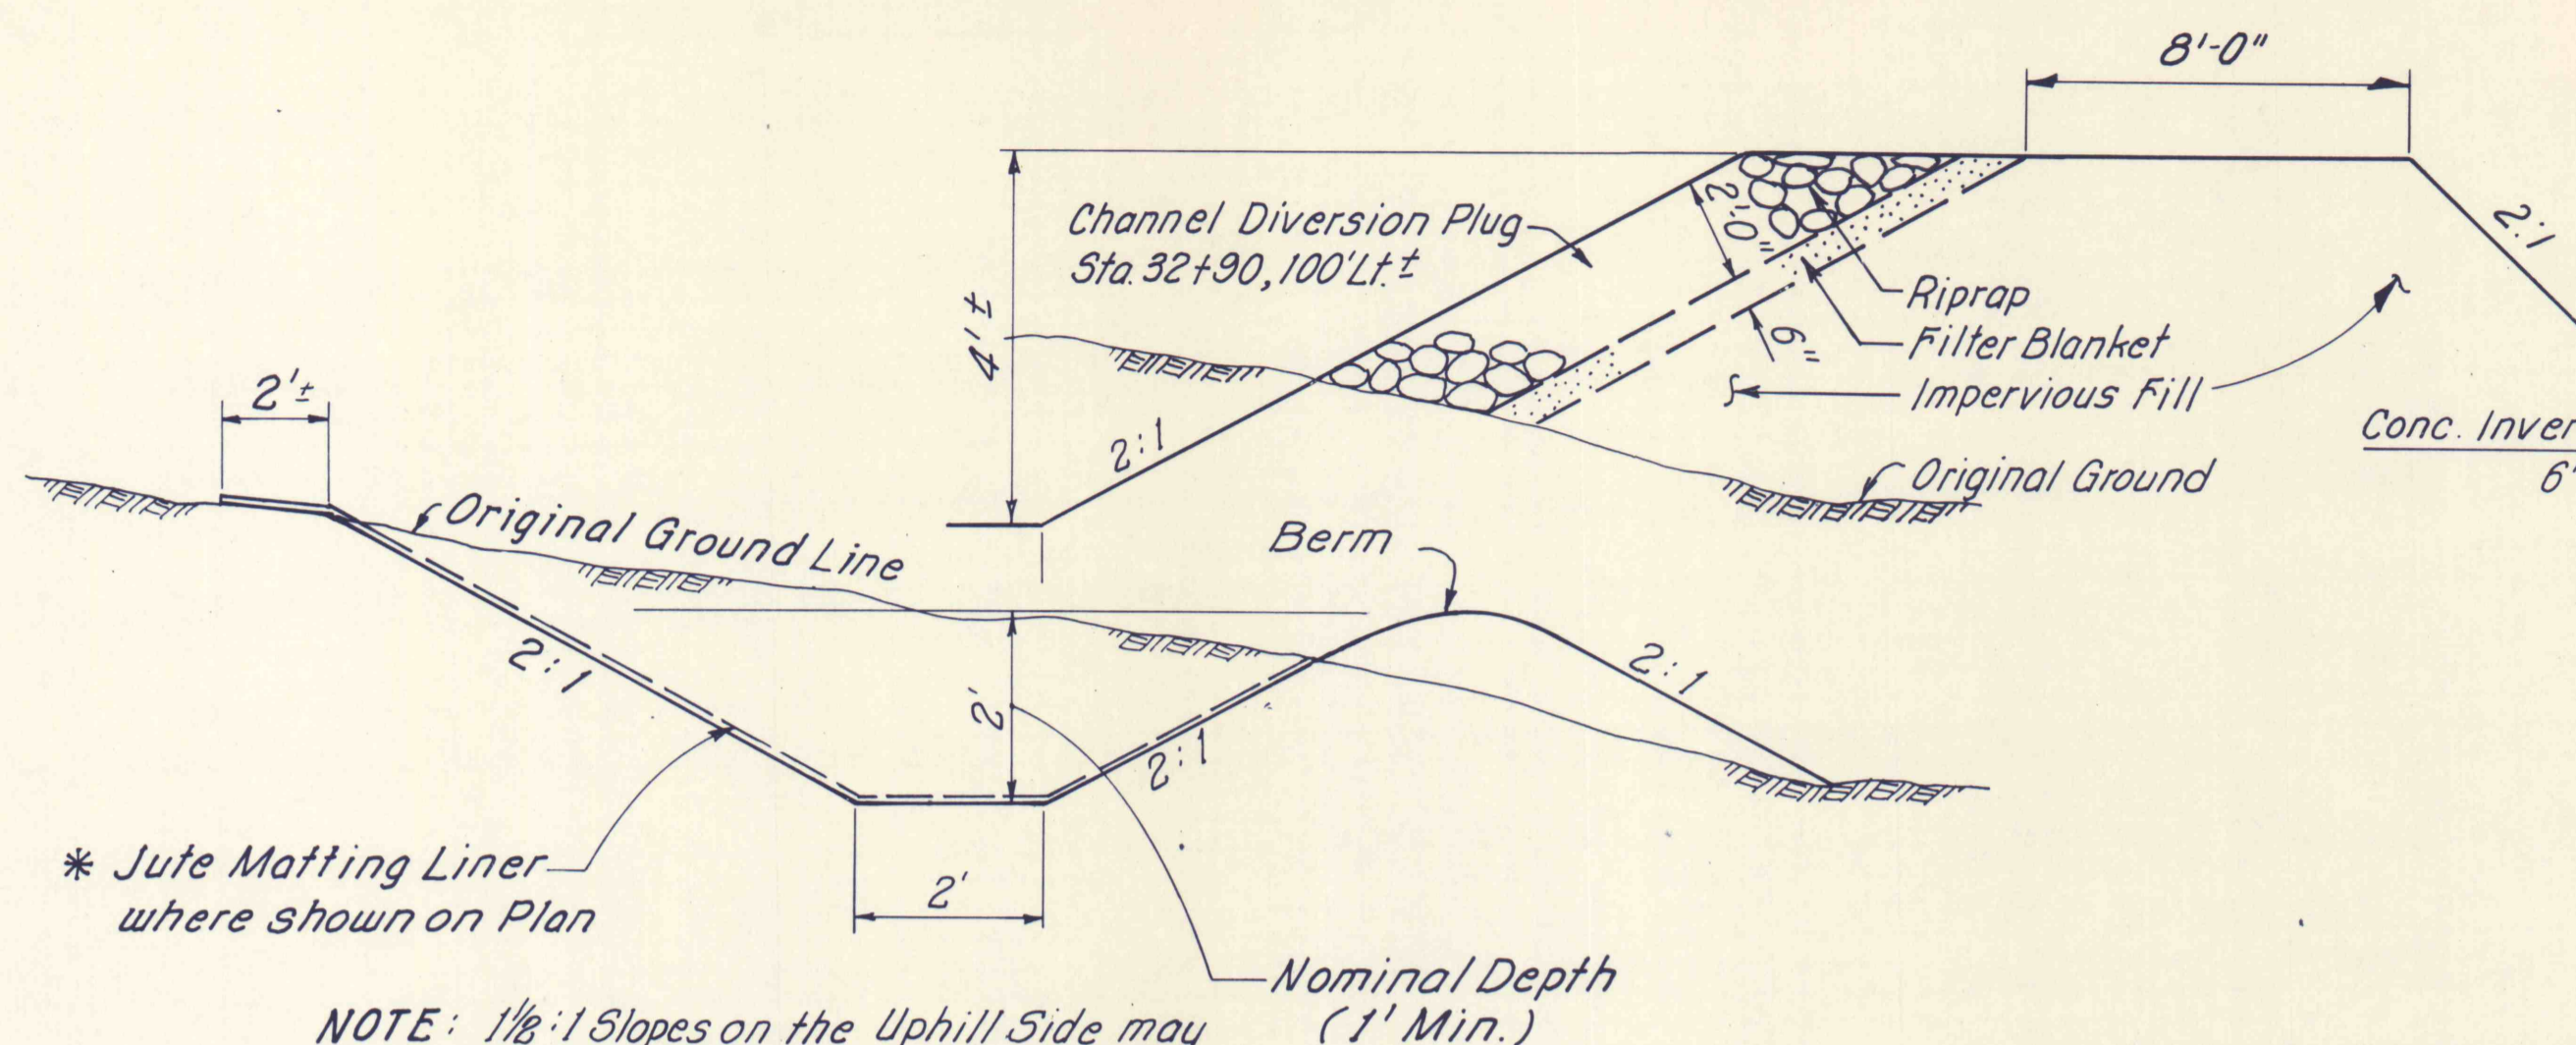 8'-0"
Channel Diversion Plug
Sta. 32+90, 100' Lt. ±
2'-0"
2:1
4' ±
Riprap
Filter Blanket
6"
Impervious Fill
2' ±
2:1
Conc. Inver
6'
Original Ground
Original Ground Line
Berm
2:1
2:1
2'
2:1
* Jute Matting Liner
where shown on Plan
2'
Nominal Depth
(1' Min.)
NOTE: 1½:1 Slopes on the Uphill Side may